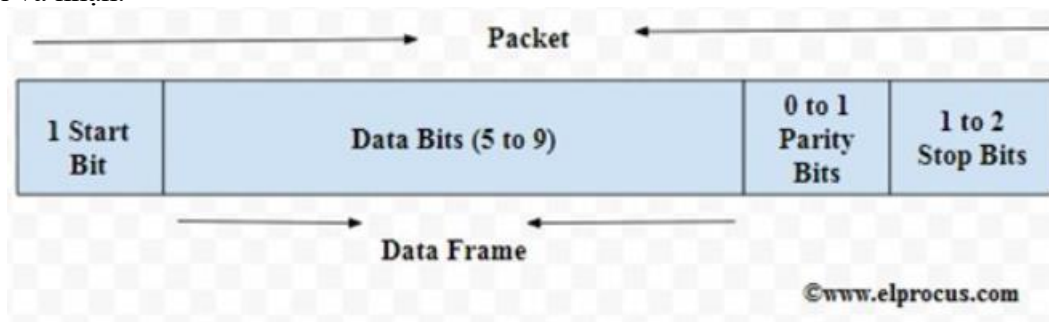 Packet
1 Start
Bit
Data Bits (5 to 9)
0 to 1
Parity
Bits
1 to 2
Stop Bits
Data Frame
©www.elprocus.com